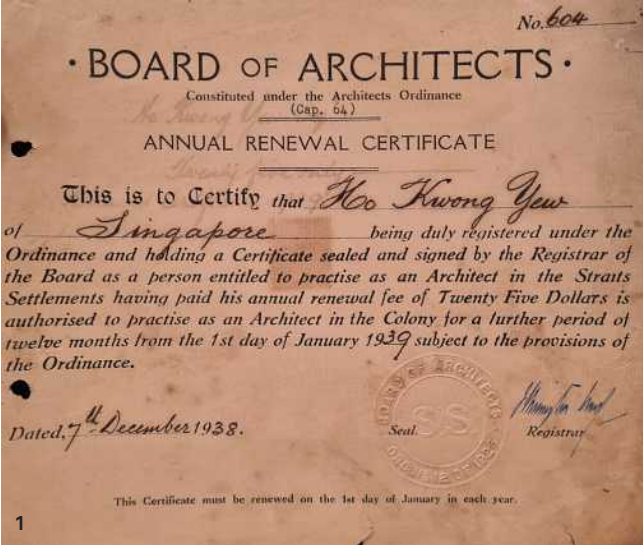 No. 604
· BOARD OF ARCHITECTS ·
Constituted under the Architects Ordinance
(Cap. 64)
ANNUAL RENEWAL CERTIFICATE
This is to Certify that Ho Kwong Yew
of Singapore being duly registered under the
Ordinance and holding a Certificate sealed and signed by the Registrar of
the Board as a person entitled to practise as an Architect in the Straits
Settlements having paid his annual renewal fee of Twenty Five Dollars is
authorised to practise as an Architect in the Colony for a further period of
twelve months from the 1st day of January 1939 subject to the provisions of
the Ordinance.
BOARD OF ARCHITECTS
S.S.
Dated, 7th December 1938.
Seal.
Registrar
This Certificate must be renewed on the 1st day of January in each year.
1